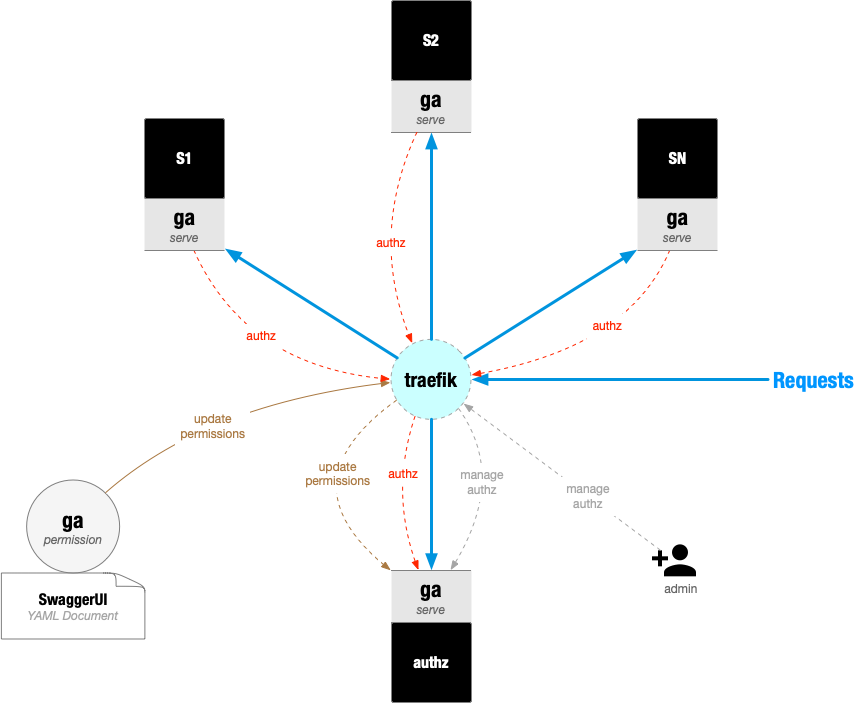 S2
ga
serve
S1
ga
serve
SN
ga
serve
authz
authz
authz
traefik
Requests
update
permissions
update
permissions
authz
manage
authz
manage
authz
ga
permission
SwaggerUI
YAML Document
admin
ga
serve
authz